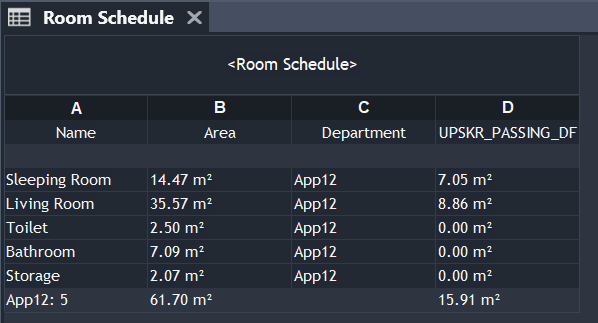 Room Schedule
<Room Schedule>
A B C D
Name Area Department UPSKR_PASSING_DF
Sleeping Room 14.47 m² App12 7.05 m²
Living Room 35.57 m² App12 8.86 m²
Toilet 2.50 m² App12 0.00 m²
Bathroom 7.09 m² App12 0.00 m²
Storage 2.07 m² App12 0.00 m²
App12: 5 61.70 m² 15.91 m²